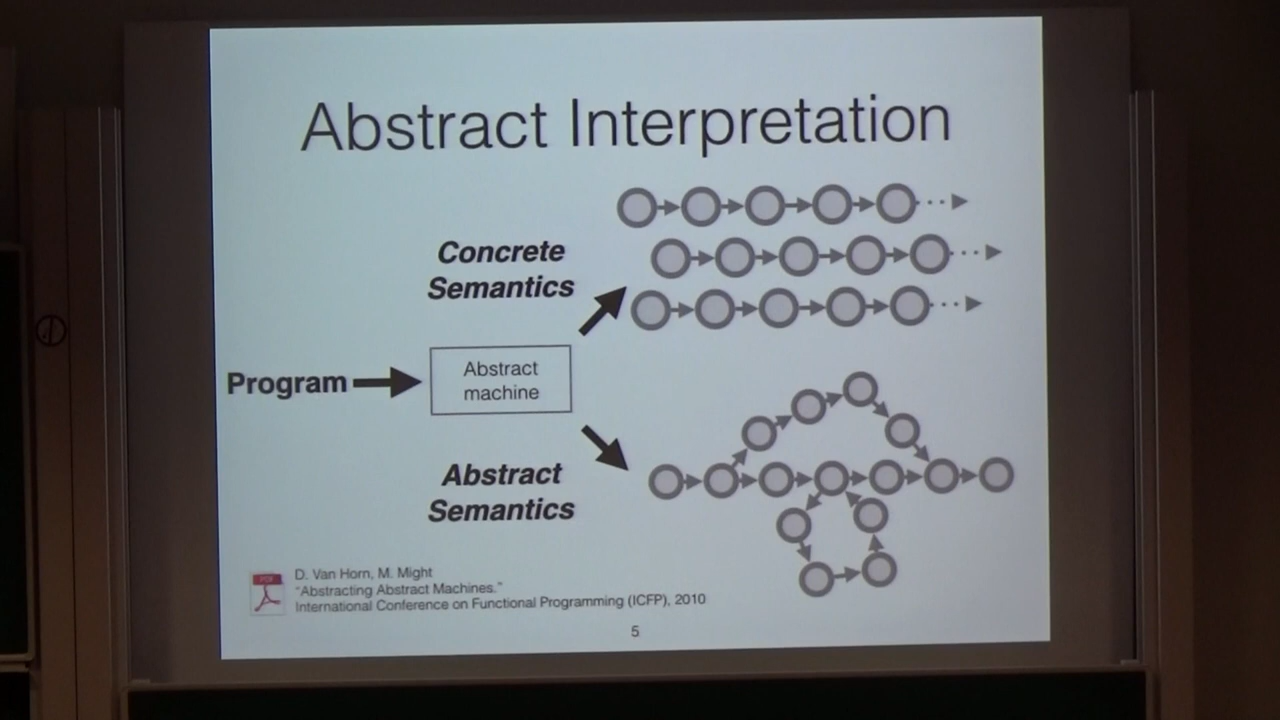 Abstract Interpretation
Concrete
Semantics
Program
Abstract
machine
Abstract
Semantics
PDF
D. Van Horn, M. Might
"Abstracting Abstract Machines."
International Conference on Functional Programming (ICFP), 2010
5